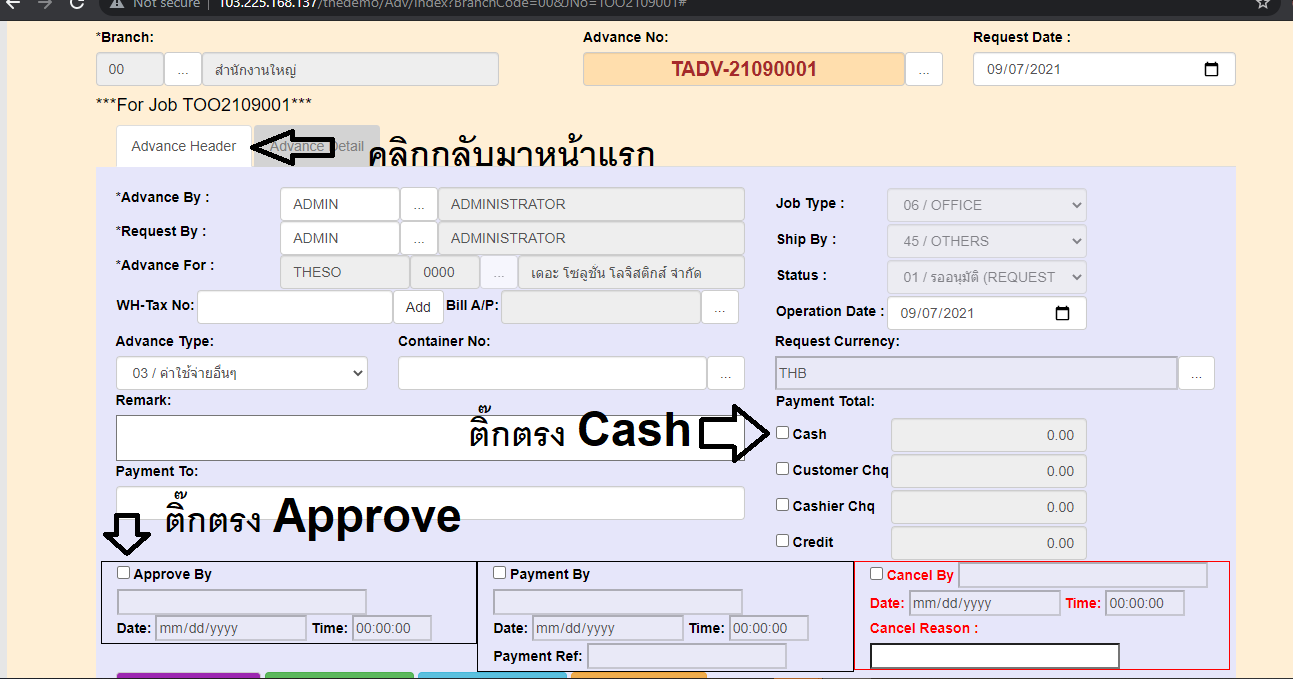 Not secure | 103.225.168.137/thedemo/Adv/Index?BranchCode=00&JNo=TOO2109001#
*Branch: Advance No: Request Date :
00 ... สำนักงานใหญ่ TADV-21090001 ... 09/07/2021
***For Job TOO2109001***
Advance Header Advance Detail คลิกกลับมาหน้าแรก
*Advance By : ADMIN ... ADMINISTRATOR Job Type : 06 / OFFICE
*Request By : ADMIN ... ADMINISTRATOR Ship By : 45 / OTHERS
*Advance For : THESO 0000 ... เดอะ โซลูชั่น โลจิสติกส์ จำกัด Status : 01 / รออนุมัติ (REQUEST
WH-Tax No: Add Bill A/P: ... Operation Date : 09/07/2021
Advance Type: Container No: Request Currency:
03 / ค่าใช้จ่ายอื่นๆ ... THB ...
Remark: Payment Total:
ติ๊กตรง Cash Cash 0.00
Payment To: Customer Chq 0.00
ติ๊กตรง Approve Cashier Chq 0.00
Credit 0.00
Approve By Payment By Cancel By
Date: mm/dd/yyyy Time: 00:00:00 Date: mm/dd/yyyy Time: 00:00:00 Date: mm/dd/yyyy Time: 00:00:00
Payment Ref: Cancel Reason :